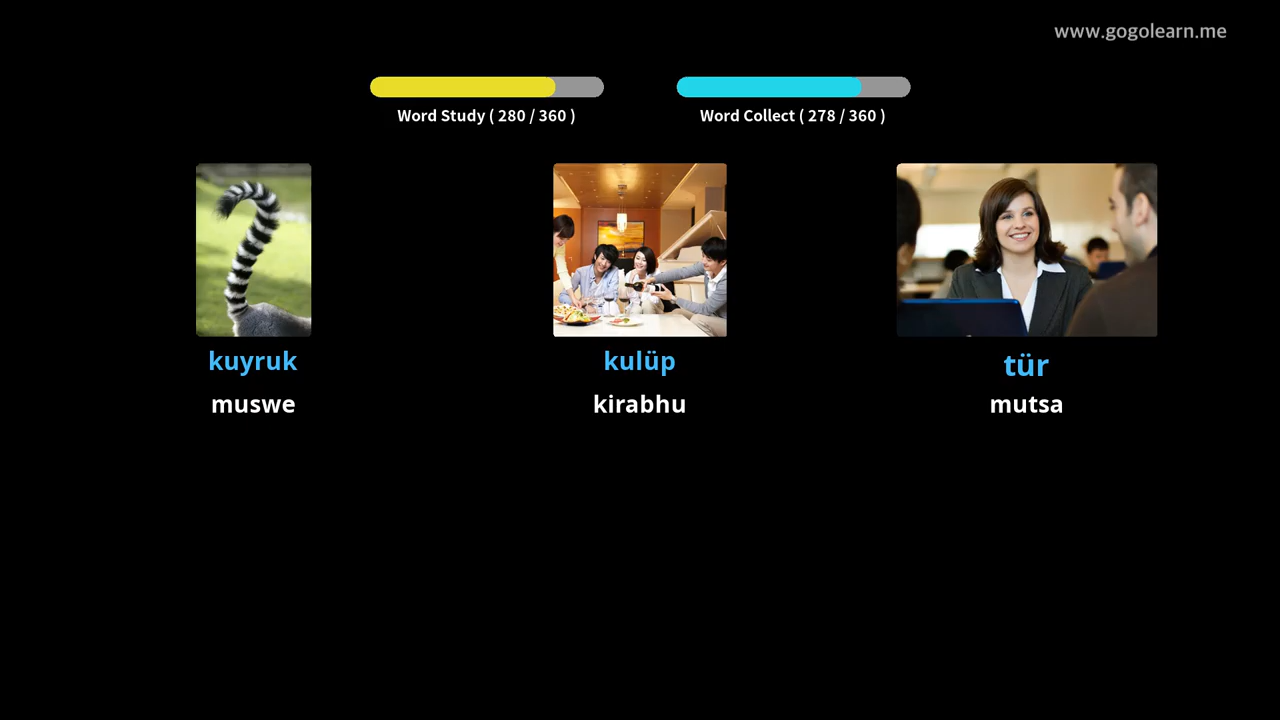 www.gogolearn.me
Word Study ( 280 / 360 )
Word Collect ( 278 / 360 )
kuyruk
kulüp
tür
muswe
kirabhu
mutsa